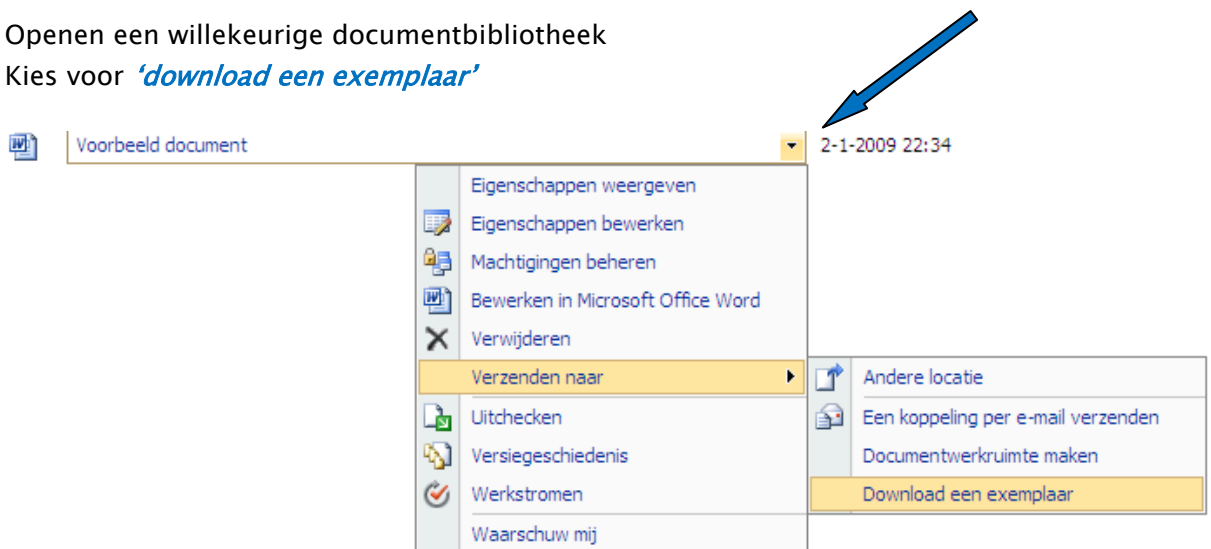 Openen een willekeurige documentbibliotheek
Kies voor ‘download een exemplaar’
Voorbeeld document 2-1-2009 22:34
Eigenschappen weergeven
Eigenschappen bewerken
Machtigingen beheren
Bewerken in Microsoft Office Word
Verwijderen
Verzenden naar
Andere locatie
Uitchecken
Een koppeling per e-mail verzenden
Versiegeschiedenis
Documentwerkruimte maken
Werkstromen
Download een exemplaar
Waarschuw mij